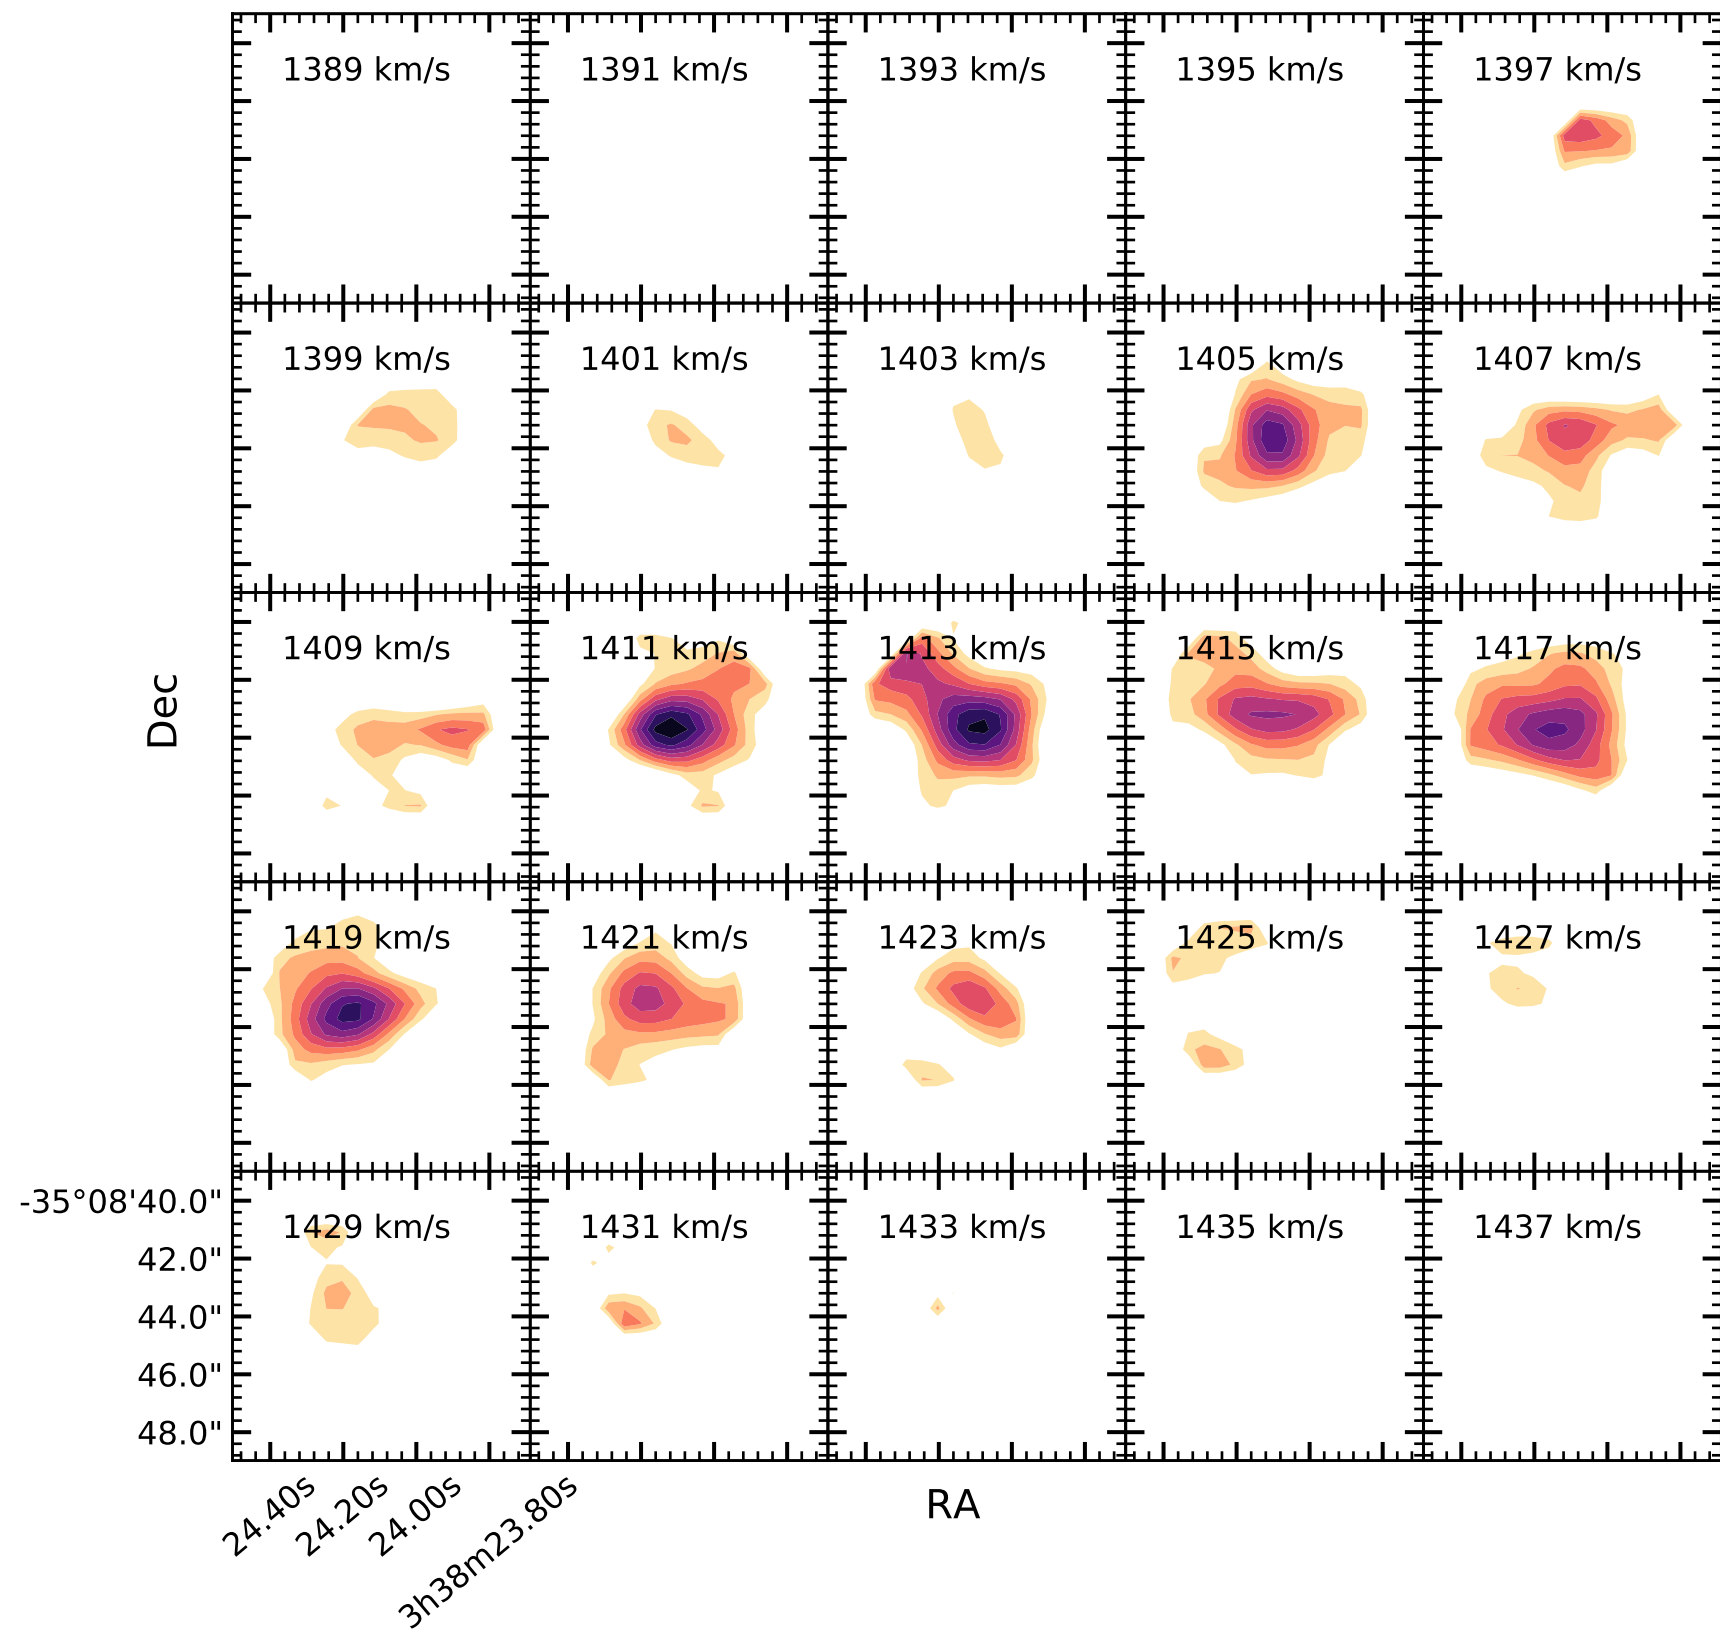 1389 km/s
1391 km/s
1393 km/s
1395 km/s
1397 km/s
1399 km/s
1401 km/s
1403 km/s
1405 km/s
1407 km/s
1409 km/s
1411 km/s
1413 km/s
1415 km/s
1417 km/s
Dec
1419 km/s
1421 km/s
1423 km/s
1425 km/s
1427 km/s
1429 km/s
1431 km/s
1433 km/s
1435 km/s
1437 km/s
-35°08'40.0"
42.0"
44.0"
46.0"
48.0"
24.40s
24.20s
24.00s
3h38m23.80s
RA